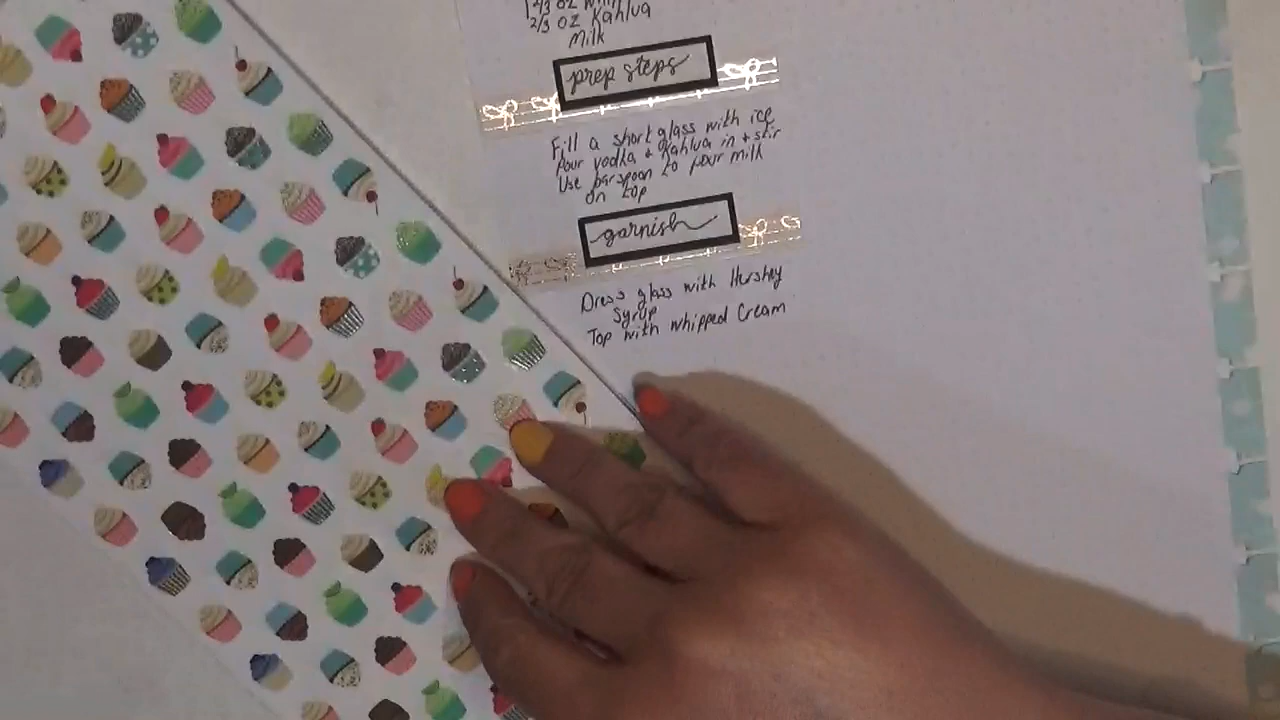 2/3 oz Kahlua
Milk
prep steps
Fill a short glass with ice
Pour vodka & Kahlua in + stir
Use barspoon to pour milk
on top
garnish
Dress glass with Hershey
Syrup
Top with whipped Cream